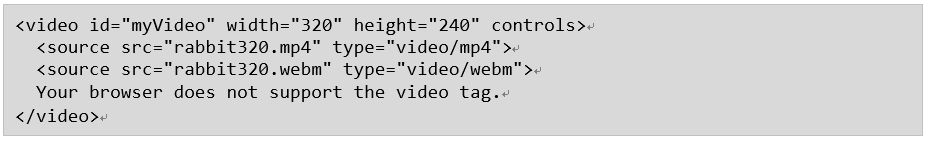 <video id="myVideo" width="320" height="240" controls>
  <source src="rabbit320.mp4" type="video/mp4">
  <source src="rabbit320.webm" type="video/webm">
  Your browser does not support the video tag.
</video>